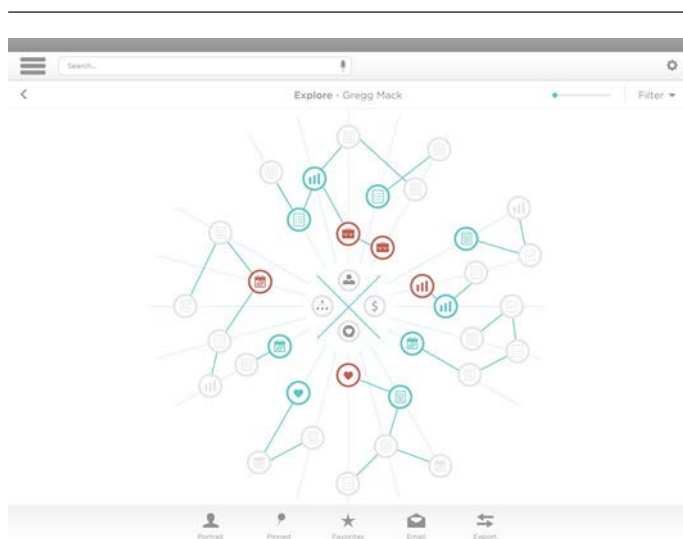 Search...
Explore - Gregg Mack
Filter
$
Portrait
Pinned
Favorites
Email
Export